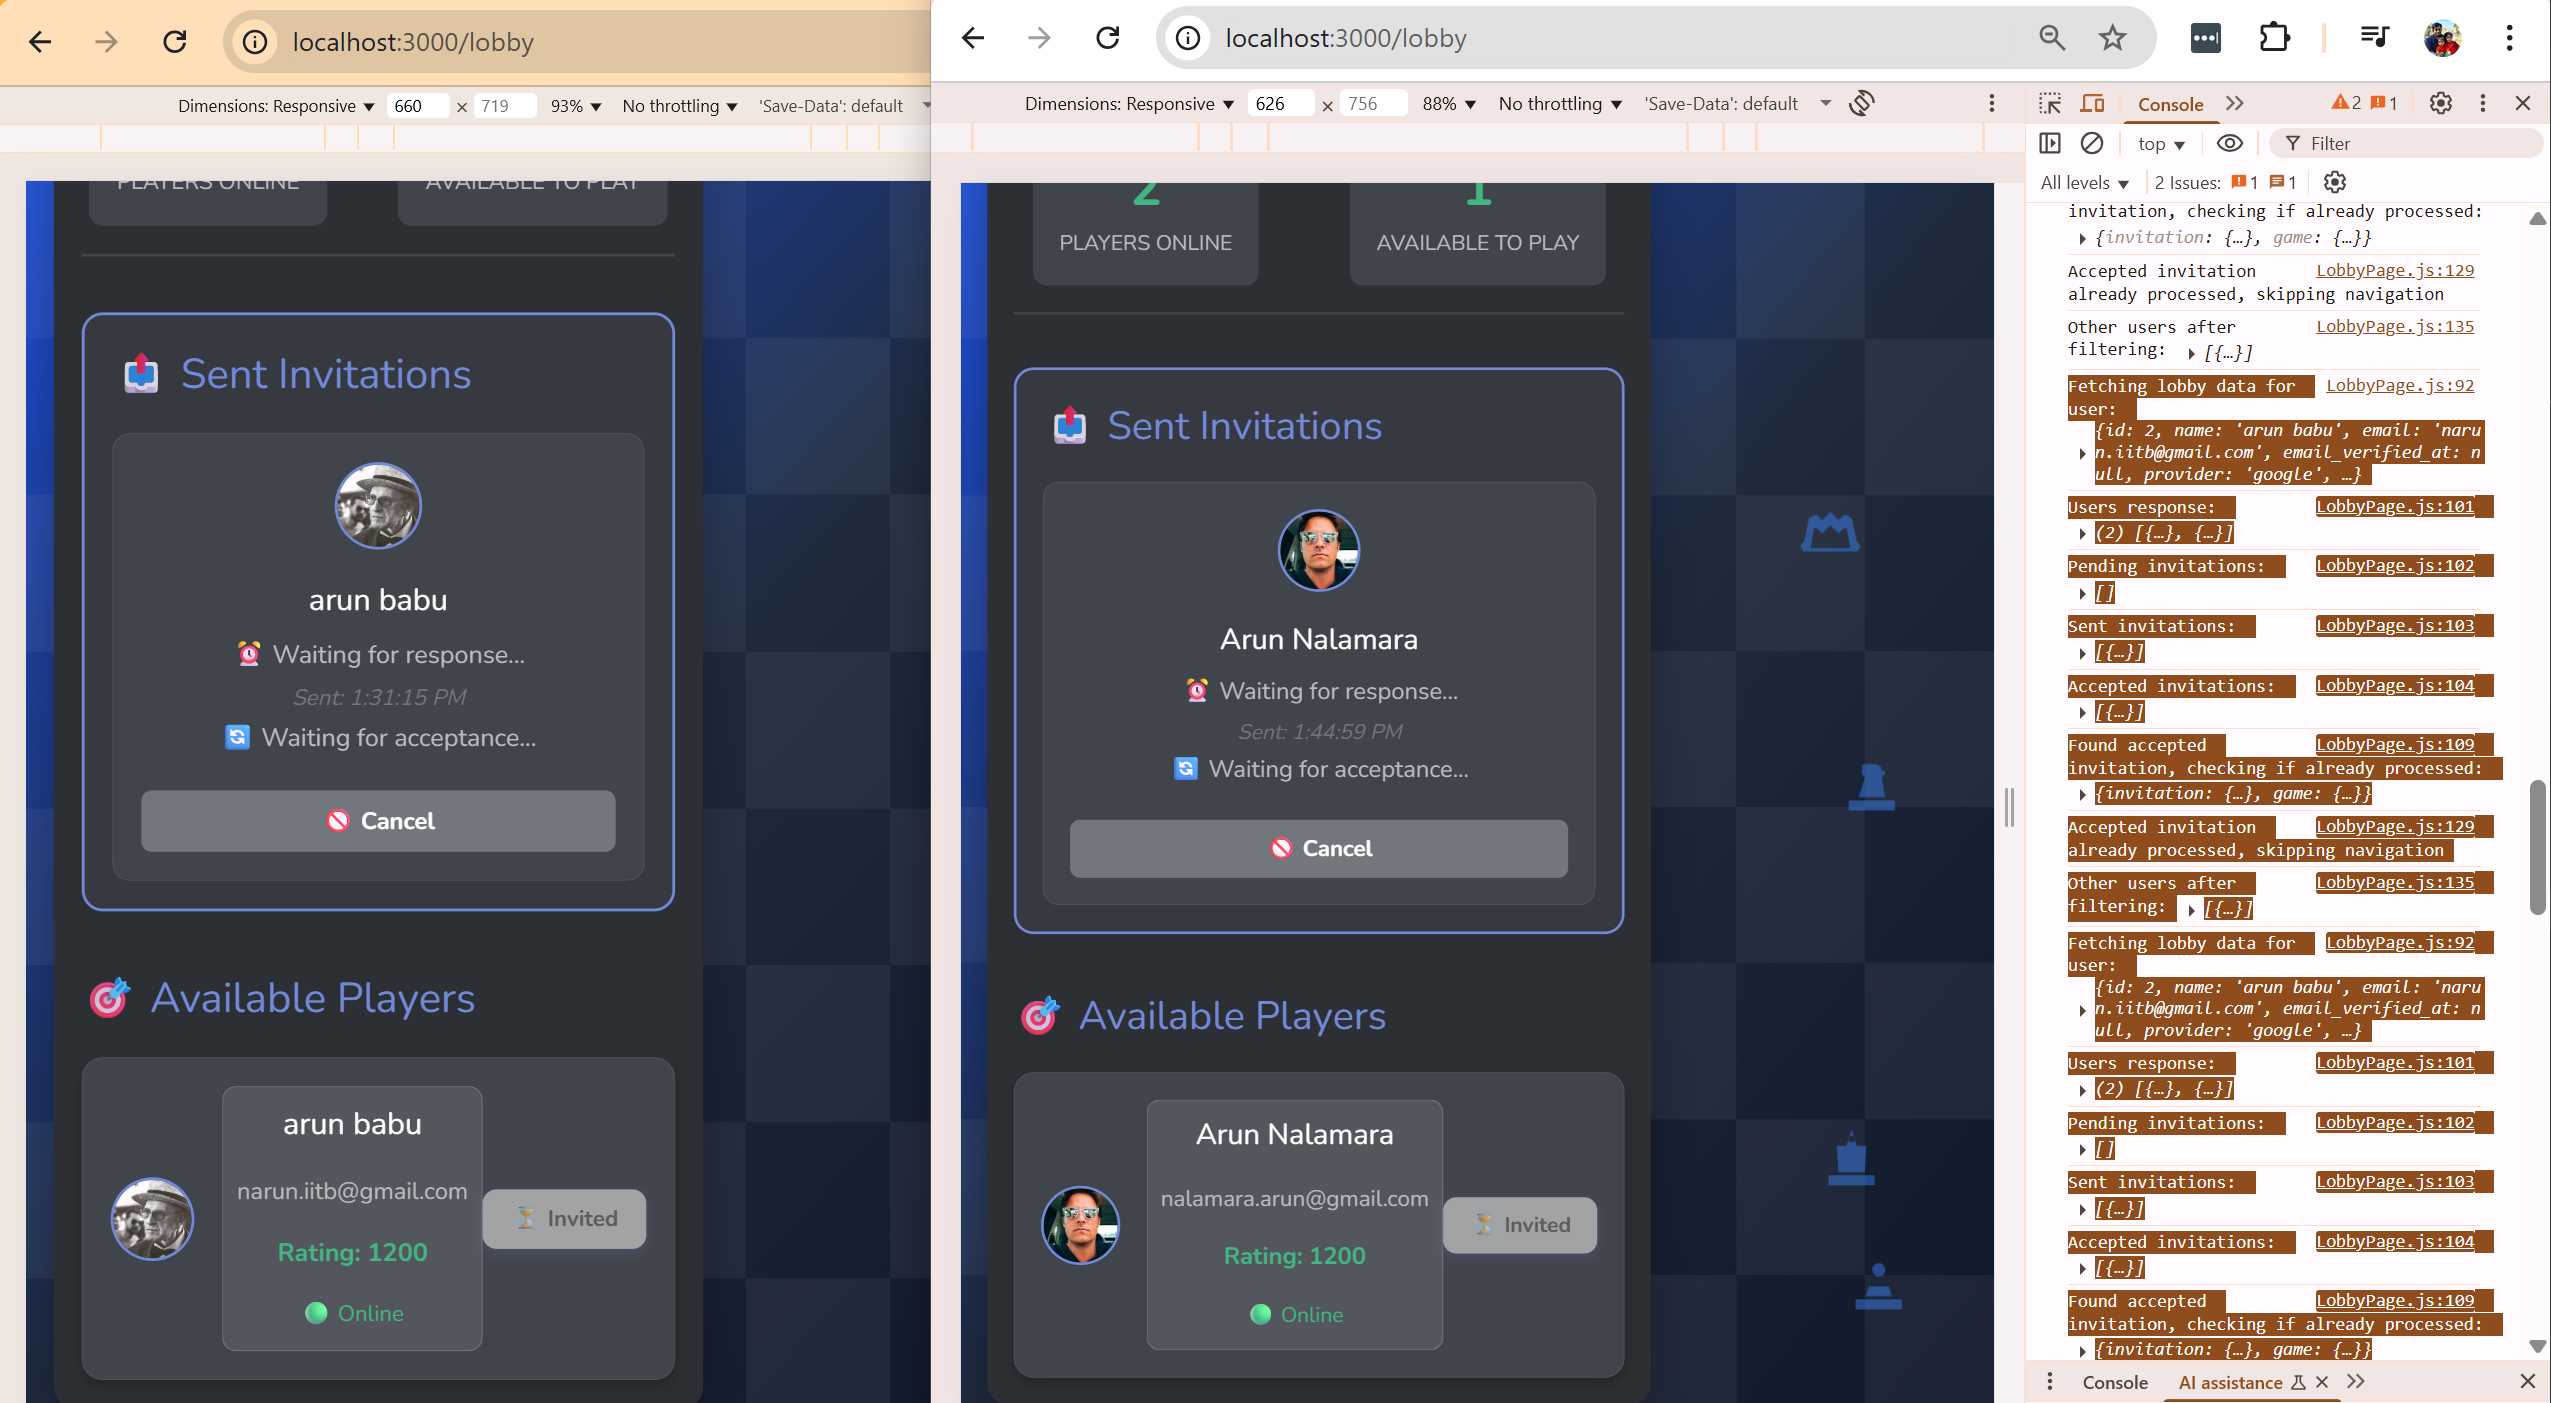 localhost:3000/lobby
Dimensions: Responsive ▼ 660 × 719 93% ▼ No throttling ▼ 'Save-Data': default
PLAYERS ONLINE AVAILABLE TO PLAY
Sent Invitations
arun babu
Waiting for response...
Sent: 1:31:15 PM
Waiting for acceptance...
Cancel
Available Players
arun babu
narun.iitb@gmail.com
Rating: 1200
Online
Invited
localhost:3000/lobby
Dimensions: Responsive ▼ 626 × 756 88% ▼ No throttling ▼ 'Save-Data': default
2 1
PLAYERS ONLINE AVAILABLE TO PLAY
Sent Invitations
Arun Nalamara
Waiting for response...
Sent: 1:44:59 PM
Waiting for acceptance...
Cancel
Available Players
Arun Nalamara
nalamara.arun@gmail.com
Rating: 1200
Online
Invited
Console 2 1
top ▼ Filter
All levels ▼ 2 Issues: 1 1
invitation, checking if already processed:
{invitation: {…}, game: {…}}
Accepted invitation LobbyPage.js:129
already processed, skipping navigation
Other users after LobbyPage.js:135
filtering: [{…}]
Fetching lobby data for LobbyPage.js:92
user:
{id: 2, name: 'arun babu', email: 'naru
n.iitb@gmail.com', email_verified_at: n
ull, provider: 'google', …}
Users response: LobbyPage.js:101
(2) [{…}, {…}]
Pending invitations: LobbyPage.js:102
[]
Sent invitations: LobbyPage.js:103
[{…}]
Accepted invitations: LobbyPage.js:104
[{…}]
Found accepted LobbyPage.js:109
invitation, checking if already processed:
{invitation: {…}, game: {…}}
Accepted invitation LobbyPage.js:129
already processed, skipping navigation
Other users after LobbyPage.js:135
filtering: [{…}]
Fetching lobby data for LobbyPage.js:92
user:
{id: 2, name: 'arun babu', email: 'naru
n.iitb@gmail.com', email_verified_at: n
ull, provider: 'google', …}
Users response: LobbyPage.js:101
(2) [{…}, {…}]
Pending invitations: LobbyPage.js:102
[]
Sent invitations: LobbyPage.js:103
[{…}]
Accepted invitations: LobbyPage.js:104
[{…}]
Found accepted LobbyPage.js:109
invitation, checking if already processed:
{invitation: {…}, game: {…}}
Console AI assistance